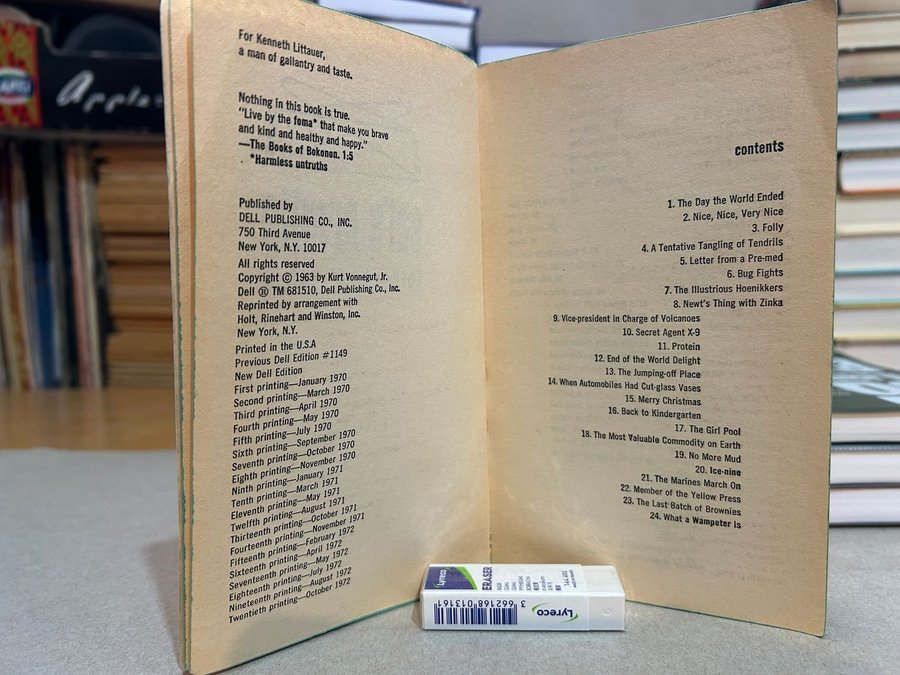 For Kenneth Littauer,
a man of gallantry and taste.
Nothing in this book is true.
"Live by the foma* that make you brave
and kind and healthy and happy."
—The Books of Bokonon. 1:5
*Harmless untruths
Published by
DELL PUBLISHING CO., INC.
750 Third Avenue
New York, N.Y. 10017
All rights reserved
Copyright © 1963 by Kurt Vonnegut, Jr.
Dell ® TM 681510, Dell Publishing Co., Inc.
Reprinted by arrangement with
Holt, Rinehart and Winston, Inc.
New York, N.Y.
Printed in the U.S.A
Previous Dell Edition #1149
New Dell Edition
First printing—January 1970
Second printing—March 1970
Third printing—April 1970
Fourth printing—May 1970
Fifth printing—July 1970
Sixth printing—September 1970
Seventh printing—October 1970
Eighth printing—November 1970
Ninth printing—January 1971
Tenth printing—March 1971
Eleventh printing—May 1971
Twelfth printing—August 1971
Thirteenth printing—October 1971
Fourteenth printing—November 1971
Fifteenth printing—February 1972
Sixteenth printing—April 1972
Seventeenth printing—May 1972
Eighteenth printing—July 1972
Nineteenth printing—August 1972
Twentieth printing—October 1972
contents
1. The Day the World Ended
2. Nice, Nice, Very Nice
3. Folly
4. A Tentative Tangling of Tendrils
5. Letter from a Pre-med
6. Bug Fights
7. The Illustrious Hoenikkers
8. Newt's Thing with Zinka
9. Vice-president in Charge of Volcanoes
10. Secret Agent X-9
11. Protein
12. End of the World Delight
13. The Jumping-off Place
14. When Automobiles Had Cut-glass Vases
15. Merry Christmas
16. Back to Kindergarten
17. The Girl Pool
18. The Most Valuable Commodity on Earth
19. No More Mud
20. Ice-nine
21. The Marines March On
22. Member of the Yellow Press
23. The Last Batch of Brownies
24. What a Wampeter Is
Lyreco
ERASER
3 662168 013161
Lyreco